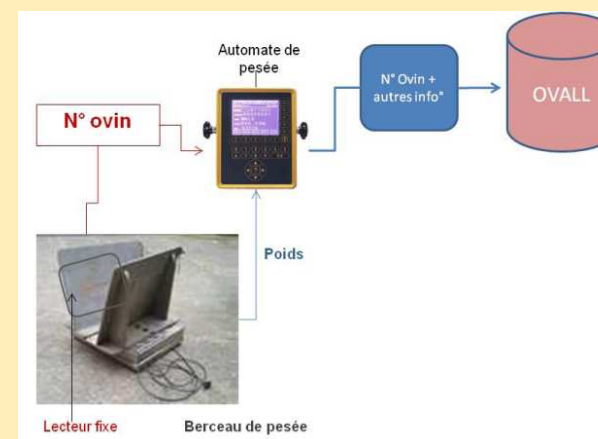 Automate de
pesée
N° ovin
N° Ovin +
autres info*
OVALL
Poids
Lecteur fixe
Berceau de pesée